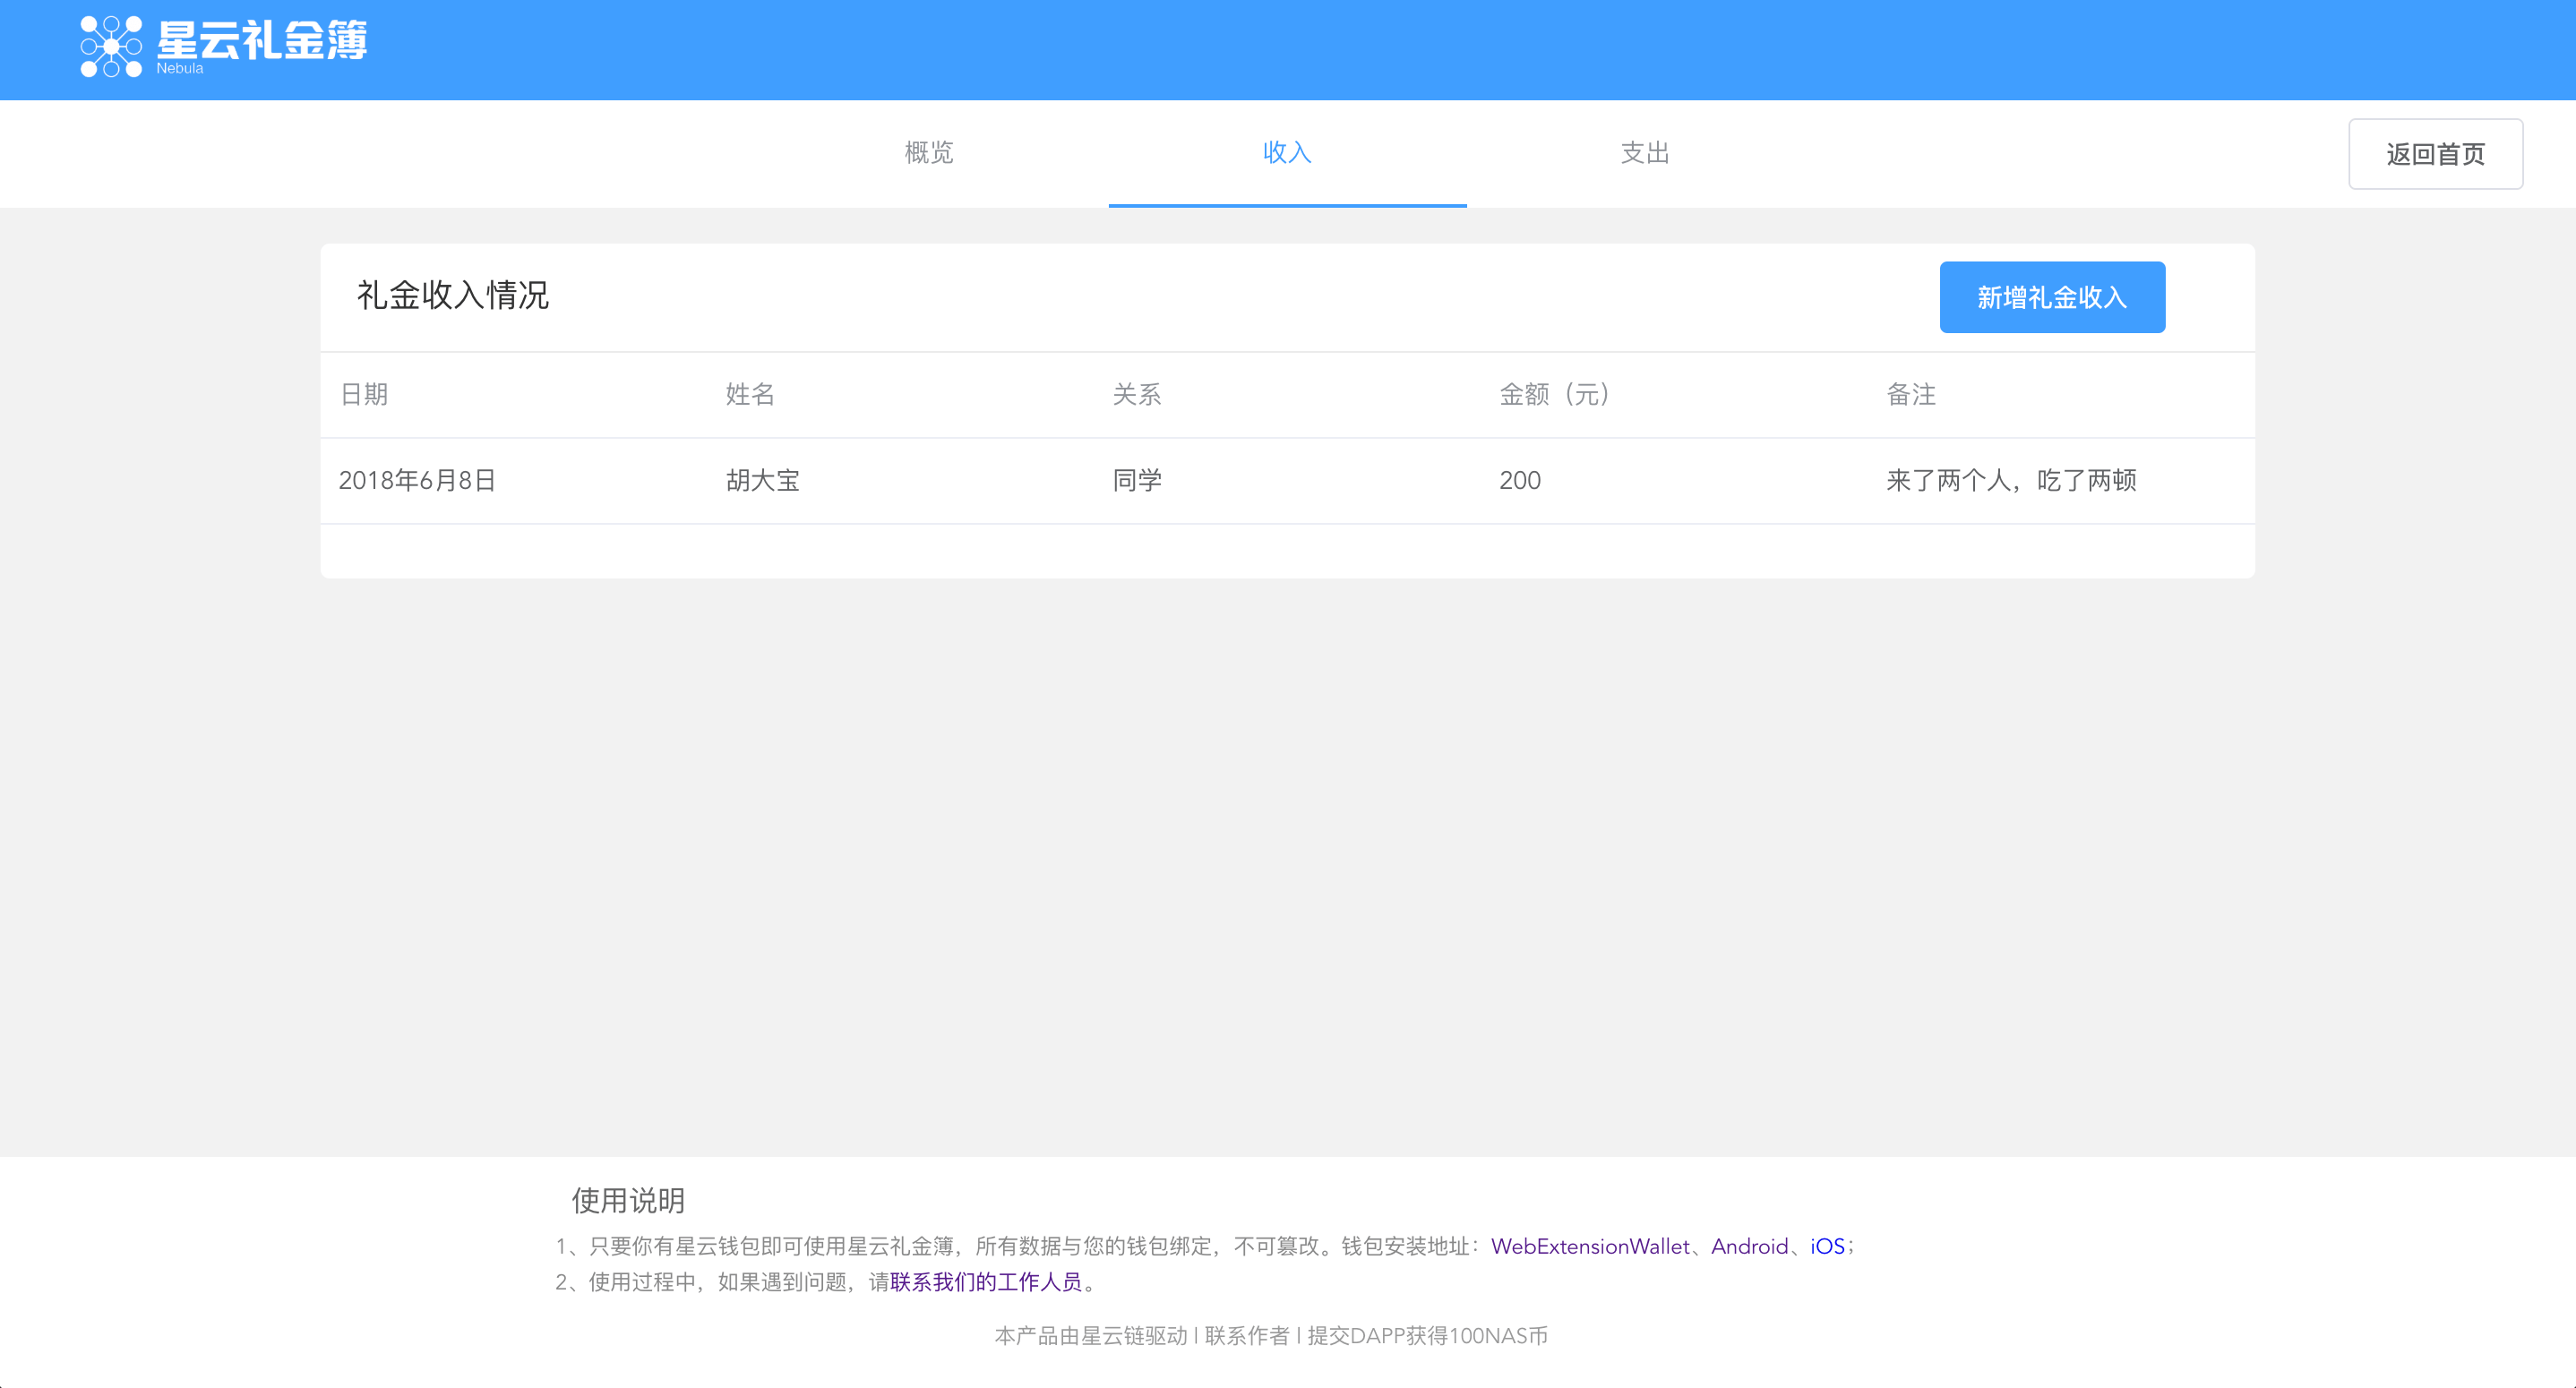 星云礼金簿
Nebula
概览 收入 支出 返回首页
礼金收入情况 新增礼金收入
日期 姓名 关系 金额（元） 备注
2018年6月8日 胡大宝 同学 200 来了两个人，吃了两顿
使用说明
1、只要你有星云钱包即可使用星云礼金簿，所有数据与您的钱包绑定，不可篡改。钱包安装地址：WebExtensionWallet、Android、iOS；
2、使用过程中，如果遇到问题，请联系我们的工作人员。
本产品由星云链驱动 | 联系作者 | 提交DAPP获得100NAS币